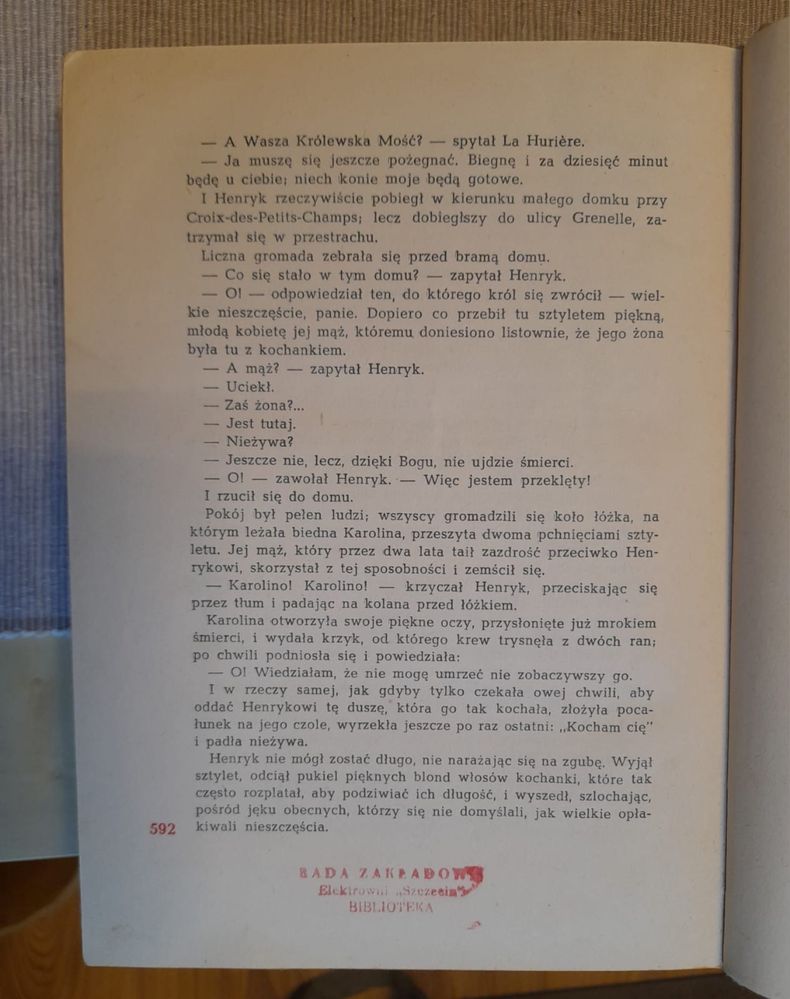 — A Wasza Królewska Mość? — spytał La Hurière.
— Ja muszę się jeszcze pożegnać. Biegnę i za dziesięć minut
będę u ciebie; niech konie moje będą gotowe.
I Henryk rzeczywiście pobiegł w kierunku małego domku przy
Croix-des-Petits-Champs; lecz dobiegłszy do ulicy Grenelle, za-
trzymał się w przestrachu.
Liczna gromada zebrała się przed bramą domu.
— Co się stało w tym domu? — zapytał Henryk.
— O! — odpowiedział ten, do którego król się zwrócił — wiel-
kie nieszczęście, panie. Dopiero co przebił tu sztyletem piękną,
młodą kobietę jej mąż, któremu doniesiono listownie, że jego żona
była tu z kochankiem.
— A mąż? — zapytał Henryk.
— Uciekł.
— Zaś żona?...
— Jest tutaj.
— Nieżywa?
— Jeszcze nie, lecz, dzięki Bogu, nie ujdzie śmierci.
— O! — zawołał Henryk. — Więc jestem przeklęty!
I rzucił się do domu.
Pokój był pełen ludzi; wszyscy gromadzili się koło łóżka, na
którym leżała biedna Karolina, przeszyta dwoma pchnięciami szty-
letu. Jej mąż, który przez dwa lata taił zazdrość przeciwko Hen-
rykowi, skorzystał z tej sposobności i zemścił się.
— Karolino! Karolino! — krzyczał Henryk, przeciskając się
przez tłum i padając na kolana przed łóżkiem.
Karolina otworzyła swoje piękne oczy, przysłonięte już mrokiem
śmierci, i wydała krzyk, od którego krew trysnęła z dwóch ran;
po chwili podniosła się i powiedziała:
— O! Wiedziałam, że nie mogę umrzeć nie zobaczywszy go.
I w rzeczy samej, jak gdyby tylko czekała owej chwili, aby
oddać Henrykowi tę duszę, która go tak kochała, złożyła poca-
łunek na jego czole, wyrzekła jeszcze po raz ostatni: „Kocham cię"
i padła nieżywa.
Henryk nie mógł zostać długo, nie narażając się na zgubę. Wyjął
sztylet, odciął pukiel pięknych blond włosów kochanki, które tak
często rozplatał, aby podziwiać ich długość, i wyszedł, szlochając,
pośród jęku obecnych, którzy się nie domyślali, jak wielkie opła-
592 kiwali nieszczęścia.
RADA ZAKŁADOWA
Elektrowni „Szczecin"
BIBLIOTEKA